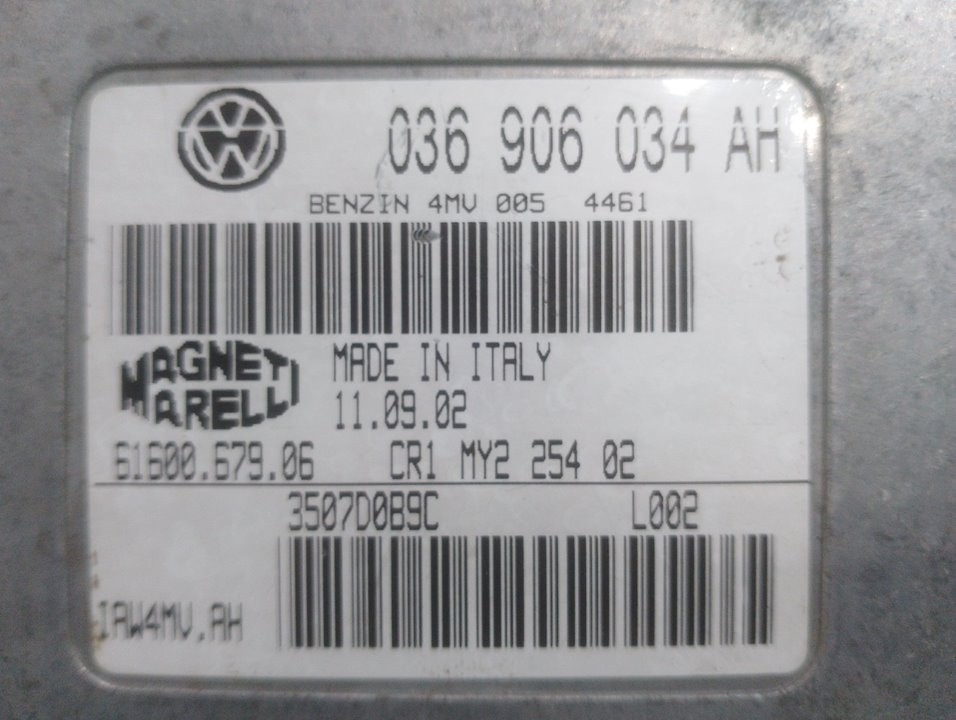 036 906 034 AH
BENZIN 4MV 005 4461
MAGNETI MARELLI
MADE IN ITALY
11.09.02
61600.679.06 CR1 MY2 254 02
3507D0B9C L002
IAW4MV.AH